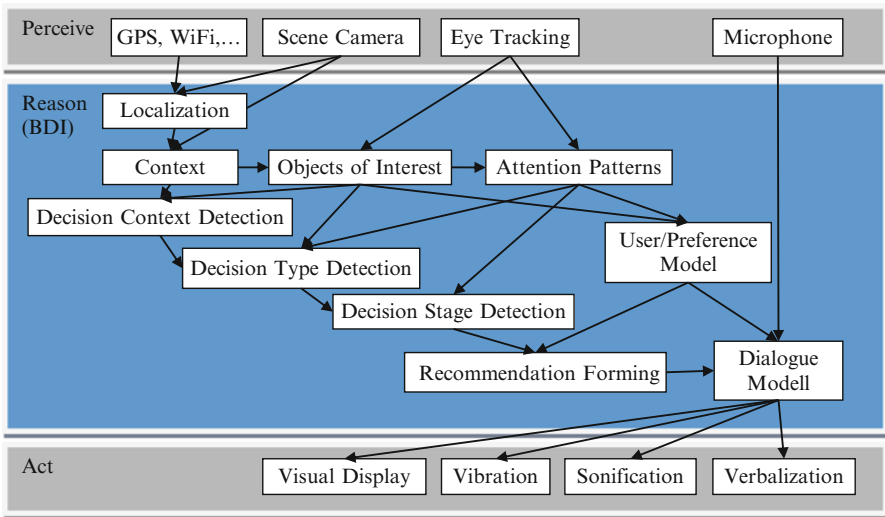 Perceive
GPS, WiFi,...
Scene Camera
Eye Tracking
Microphone
Reason
(BDI)
Localization
Context
Objects of Interest
Attention Patterns
Decision Context Detection
User/Preference
Model
Decision Type Detection
Decision Stage Detection
Recommendation Forming
Dialogue
Modell
Act
Visual Display
Vibration
Sonification
Verbalization